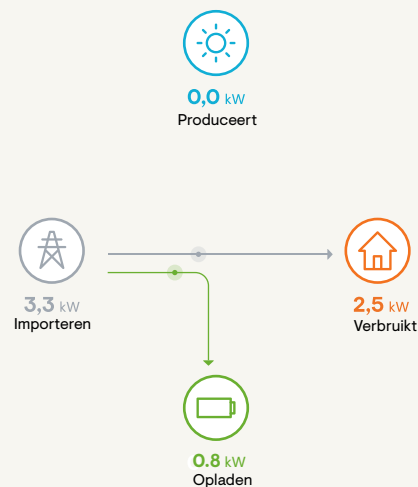 0,0 kW
Produceert
3,3 kW
Importeren
2,5 kW
Verbruikt
0.8 kW
Opladen